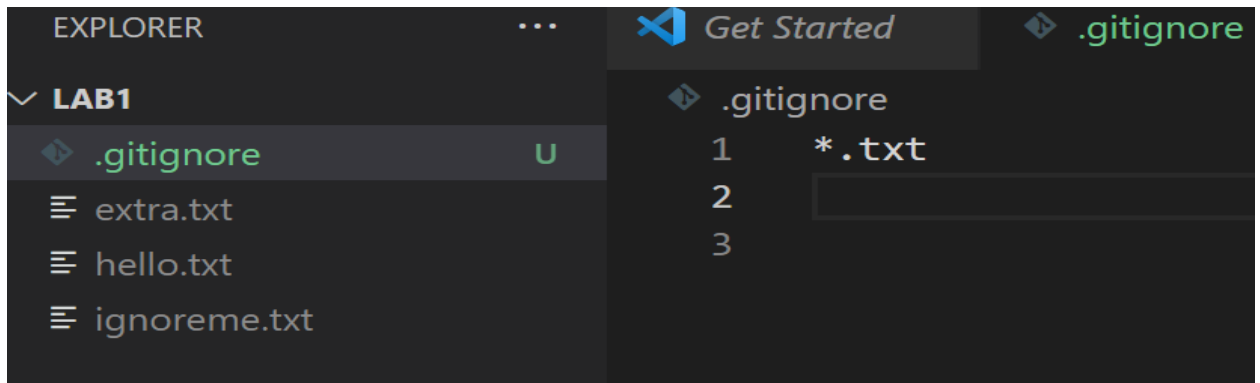 EXPLORER ...
LAB1
.gitignore U
extra.txt
hello.txt
ignoreme.txt
Get Started .gitignore
.gitignore
1 *.txt
2
3